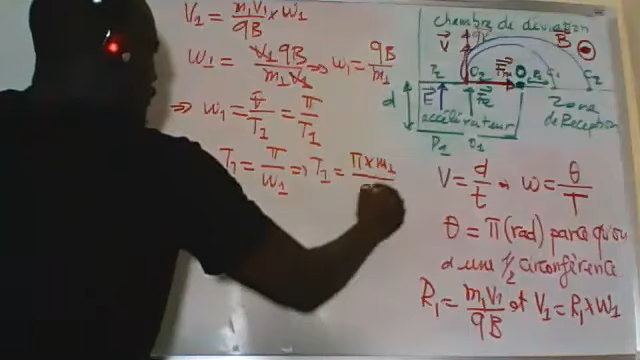 V₁ = m₁V₁/qB × W₁
W₁ = V₁qB/m₁V₁ ⇒ W₁ = qB/m₁
⇒ W₁ = θ/T₁ = π/T₁
T₁ = π/W₁ ⇒ T₁ = π×m₁
chambre de déviation
B
V
O₂
d
E
accélérateur
Zone
de Reception
P₁ O₁
V = d/t W = θ/T
θ = π (rad) parce qu'on
a une 1/2 circonférence
R₁ = m₁V₁/qB et V₁ = R₁×W₁